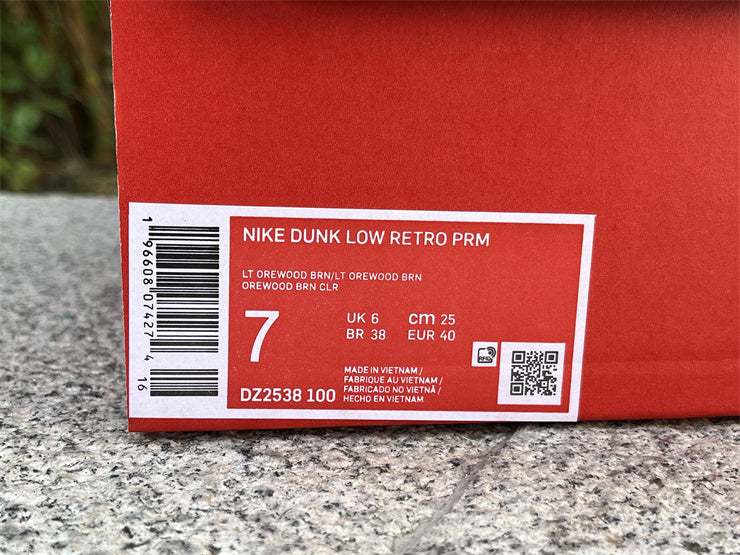 1 96608 07427 4
16
NIKE DUNK LOW RETRO PRM
LT OREWOOD BRN/LT OREWOOD BRN
OREWOOD BRN CLR
7
UK 6 cm 25
BR 38 EUR 40
RFID
MADE IN VIETNAM /
FABRIQUE AU VIETNAM /
FABRICADO NO VIETNÃ /
HECHO EN VIETNAM
DZ2538 100